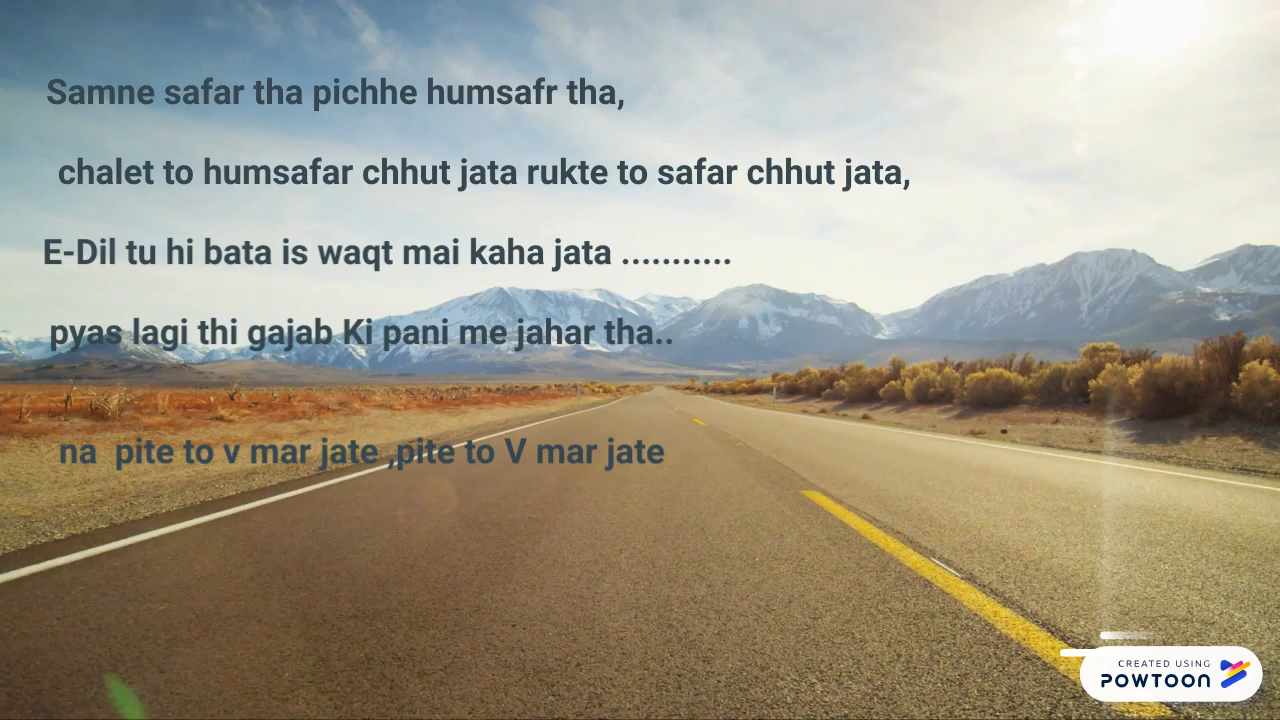 Samne safar tha pichhe humsafr tha,
chalet to humsafar chhut jata rukte to safar chhut jata,
E-Dil tu hi bata is waqt mai kaha jata ...........
pyas lagi thi gajab Ki pani me jahar tha..
na  pite to v mar jate ,pite to V mar jate
CREATED USING
POWTOON